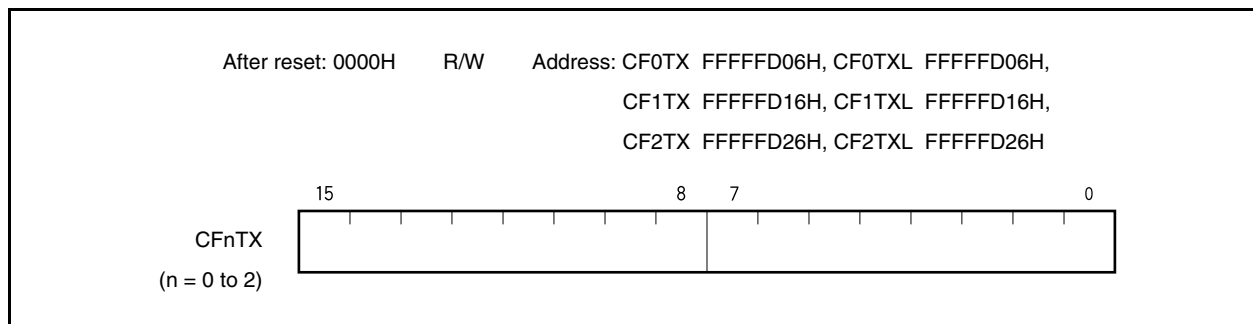 After reset: 0000H R/W Address: CF0TX FFFFFD06H, CF0TXL FFFFFD06H,
CF1TX FFFFFD16H, CF1TXL FFFFFD16H,
CF2TX FFFFFD26H, CF2TXL FFFFFD26H
15 8 7 0
CFnTX
(n = 0 to 2)